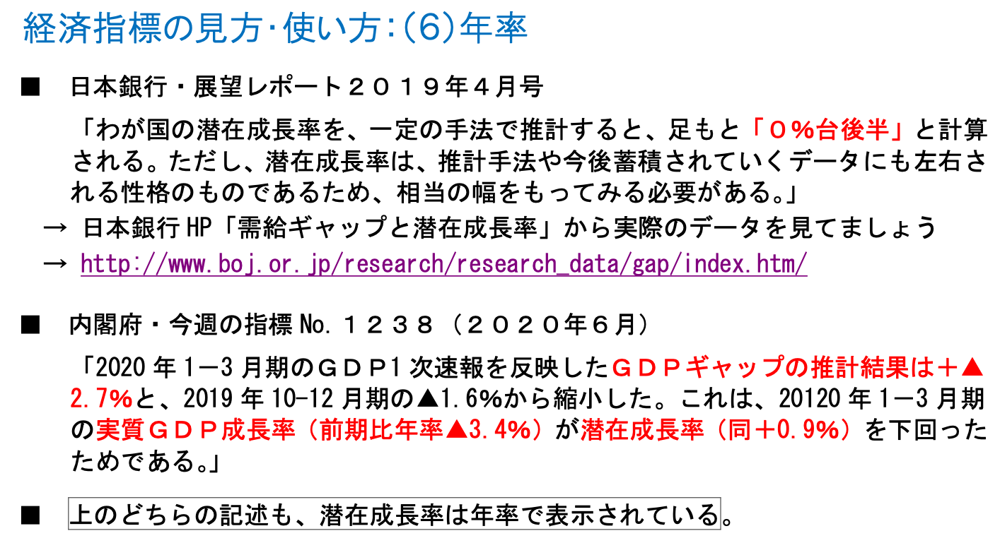 経済指標の見方・使い方:(6)年率
■ 日本銀行・展望レポート2019年4月号
「わが国の潜在成長率を、一定の手法で推計すると、足もと「0%台後半」と計算
される。ただし、潜在成長率は、推計手法や今後蓄積されていくデータにも左右さ
れる性格のものであるため、相当の幅をもってみる必要がある。」
→ 日本銀行 HP「需給ギャップと潜在成長率」から実際のデータを見てましょう
→ http://www.boj.or.jp/research/research_data/gap/index.htm/
■ 内閣府・今週の指標 No.1238(2020年6月)
「2020 年 1-3 月期のGDP1 次速報を反映したGDPギャップの推計結果は+▲
2.7%と、2019 年 10-12 月期の▲1.6%から縮小した。これは、20120 年 1-3 月期
の実質GDP成長率(前期比年率▲3.4%)が潜在成長率(同+0.9%)を下回った
ためである。」
■ 上のどちらの記述も、潜在成長率は年率で表示されている。